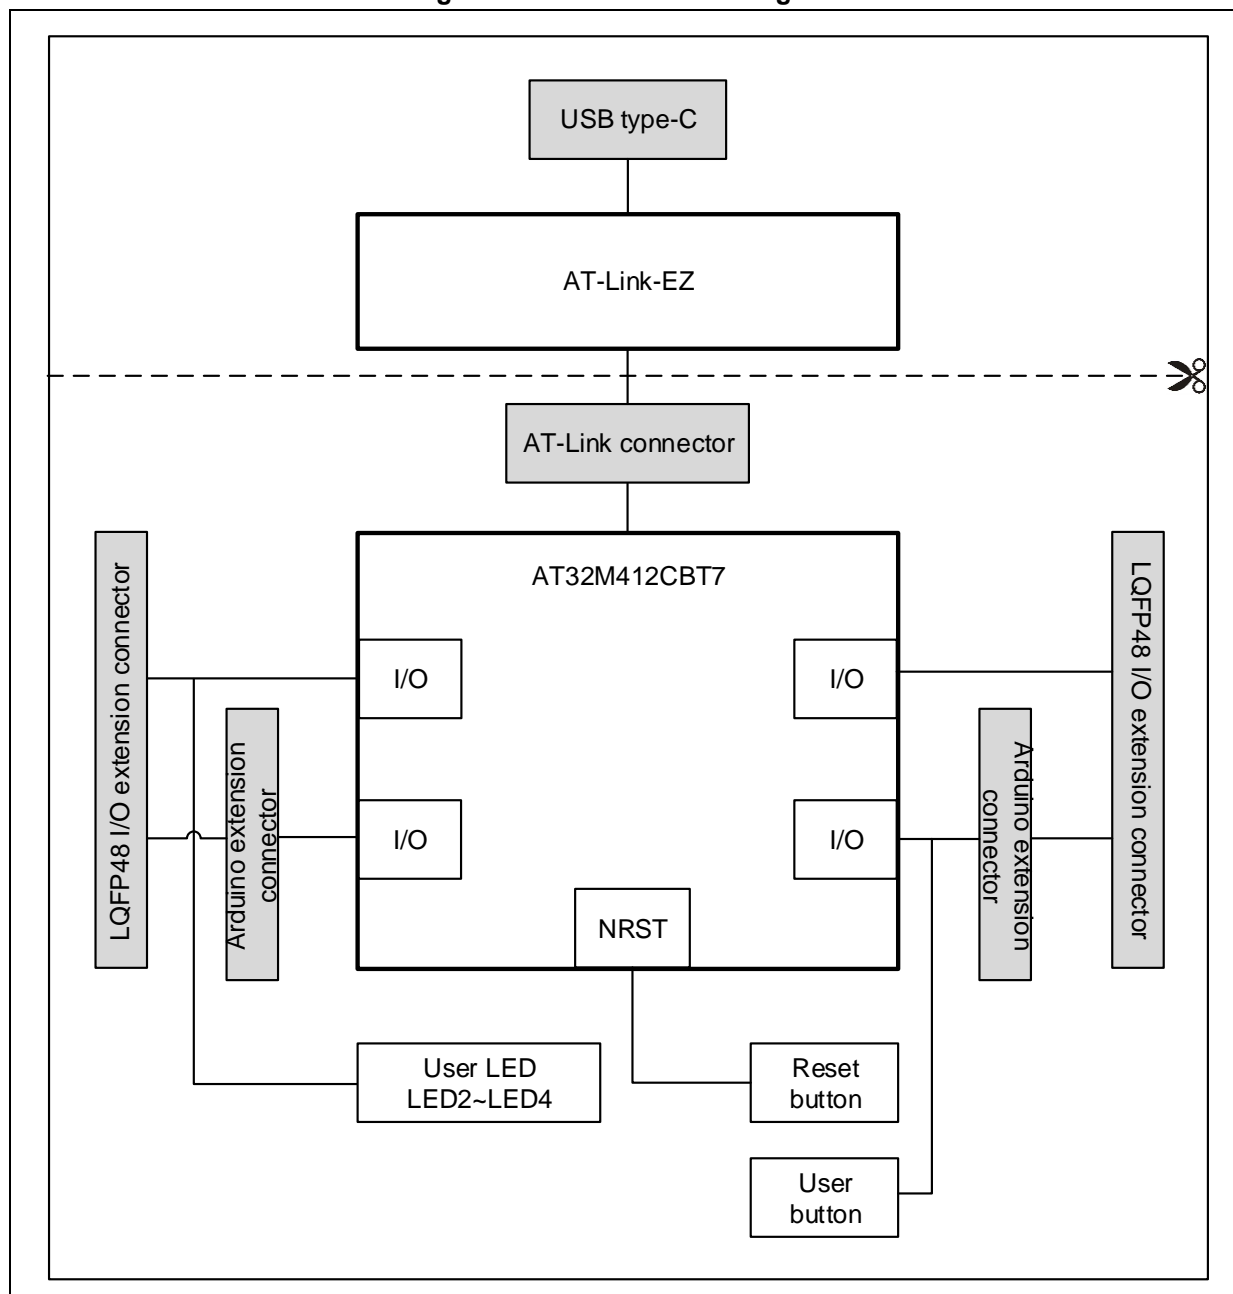 USB type-C
AT-Link-EZ
AT-Link connector
AT32M412CBT7
LQFP48 I/O extension connector
I/O
I/O
LQFP48 I/O extension connector
Arduino extension
connector
I/O
I/O
Arduino extension
connector
NRST
User LED
LED2~LED4
Reset
button
User
button